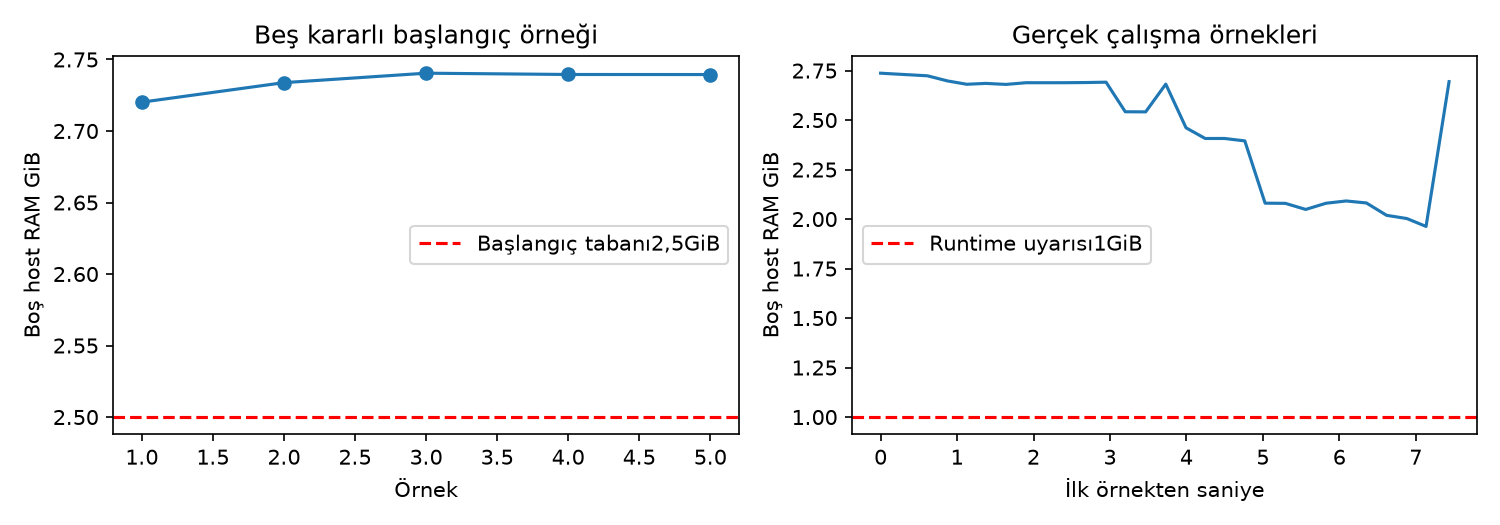 Beş kararlı başlangıç örneği
Boş host RAM GiB
2.75
2.70
2.65
2.60
2.55
2.50
Başlangıç tabanı2,5GiB
1.0 1.5 2.0 2.5 3.0 3.5 4.0 4.5 5.0
Örnek
Gerçek çalışma örnekleri
Boş host RAM GiB
2.75
2.50
2.25
2.00
1.75
1.50
1.25
1.00
Runtime uyarısı1GiB
0 1 2 3 4 5 6 7
İlk örnekten saniye